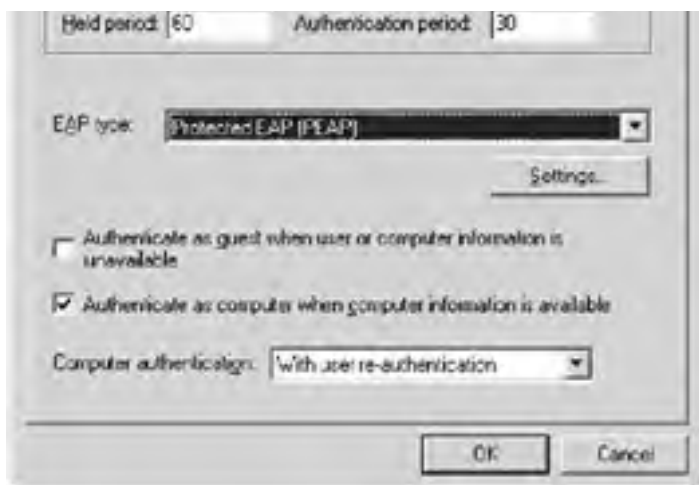 Held period: 60 Authentication period: 30
EAP type: Protected EAP (PEAP)
Settings...
Authenticate as guest when user or computer information is
unavailable
Authenticate as computer when computer information is available
Computer authentication: With user re-authentication
OK Cancel